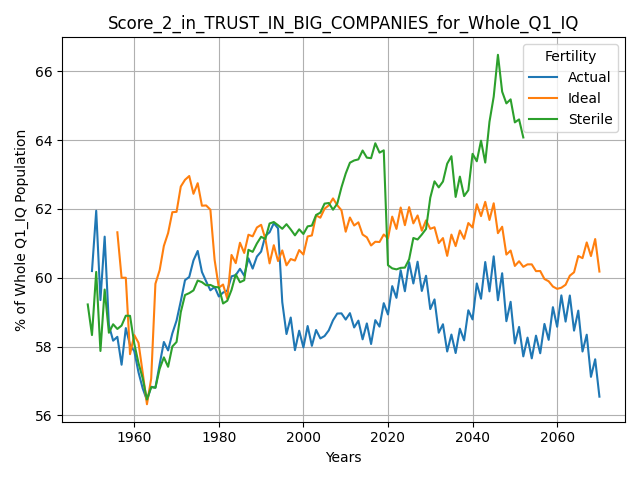 Score_2_in_TRUST_IN_BIG_COMPANIES_for_Whole_Q1_IQ
Fertility
Actual
Ideal
Sterile
% of Whole Q1_IQ Population
66
64
62
60
58
56
1960
1980
2000
2020
2040
2060
Years